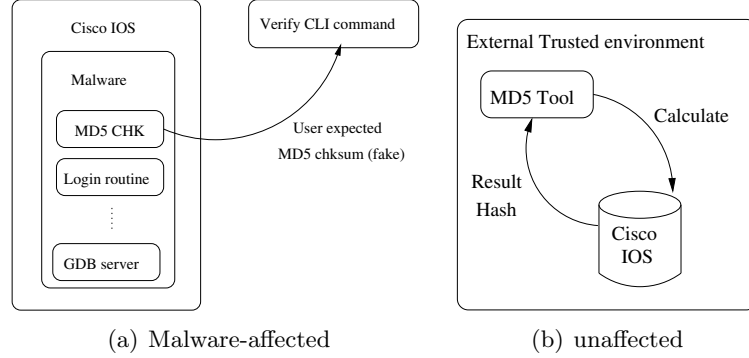 Cisco IOS
Malware
MD5 CHK
Login routine
GDB server
Verify CLI command
User expected
MD5 chksum (fake)
(a) Malware-affected
External Trusted environment
MD5 Tool
Calculate
Result
Hash
Cisco
IOS
(b) unaffected